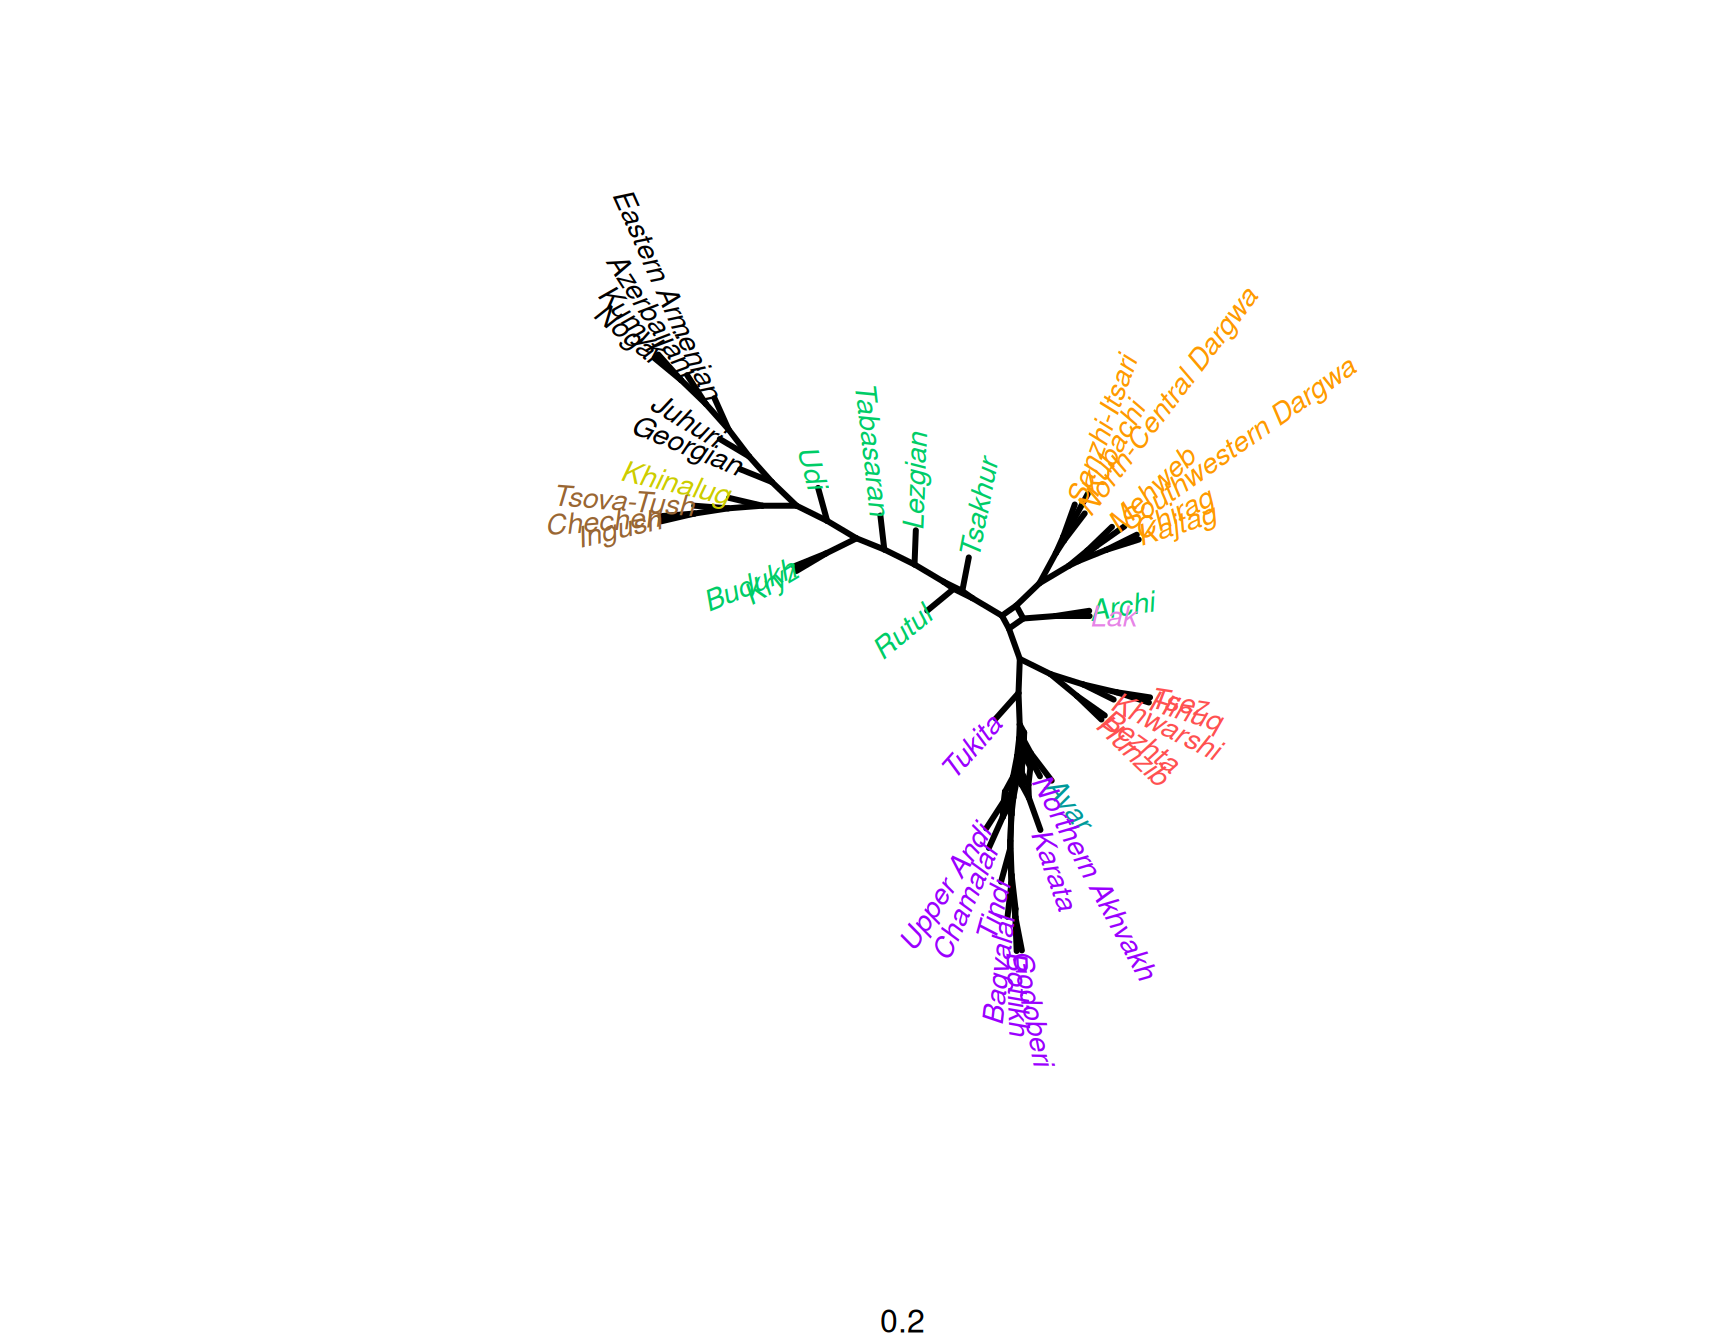 Eastern Armenian
Azerbaijani
Kumyk
Nogai
Juhuri
Georgian
Khinalug
Tsova-Tush
Chechen
Ingush
Udi
Tabasaran
Lezgian
Tsakhur
Budukh
Kryz
Rutul
Sanzhi-Itsari
North-Central Dargwa
Mehweb
Southwestern Dargwa
Chirag
Kajtag
Archi
Lak
Tsez
Hinuq
Khwarshi
Bezhta
Hunzib
Tukita
Avar
Northern Akhvakh
Karata
Upper Andi
Chamalal
Tindi
Bagvalal
Botlikh
Godoberi
0.2